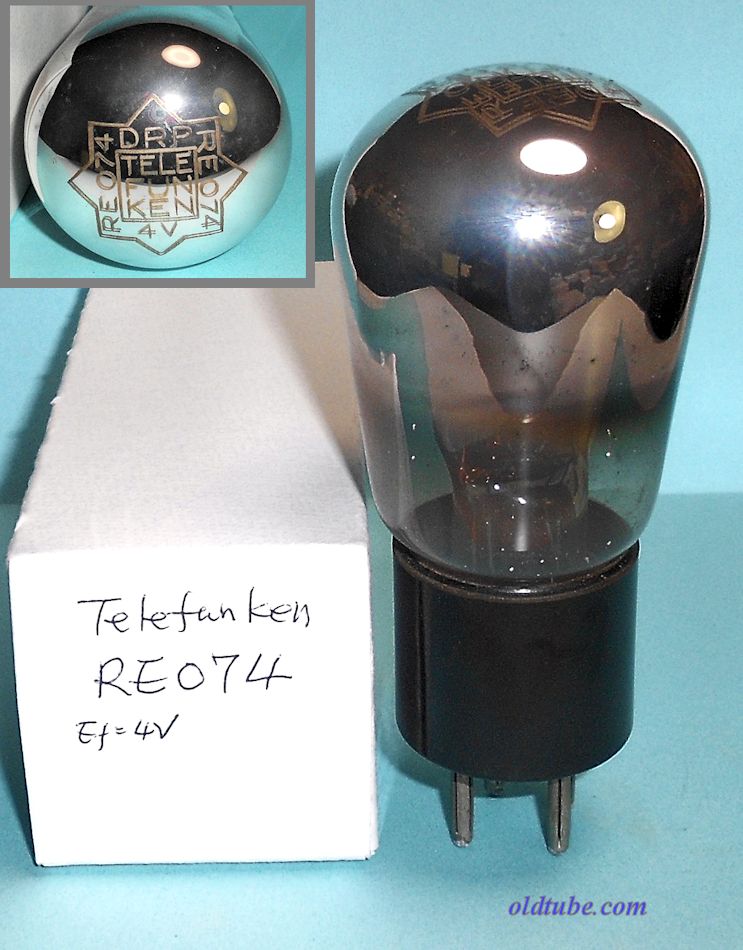 DRP
RE074
TELE
FUN
KEN
RE074
4V
Telefunken
RE074
Ef=4V
oldtube.com